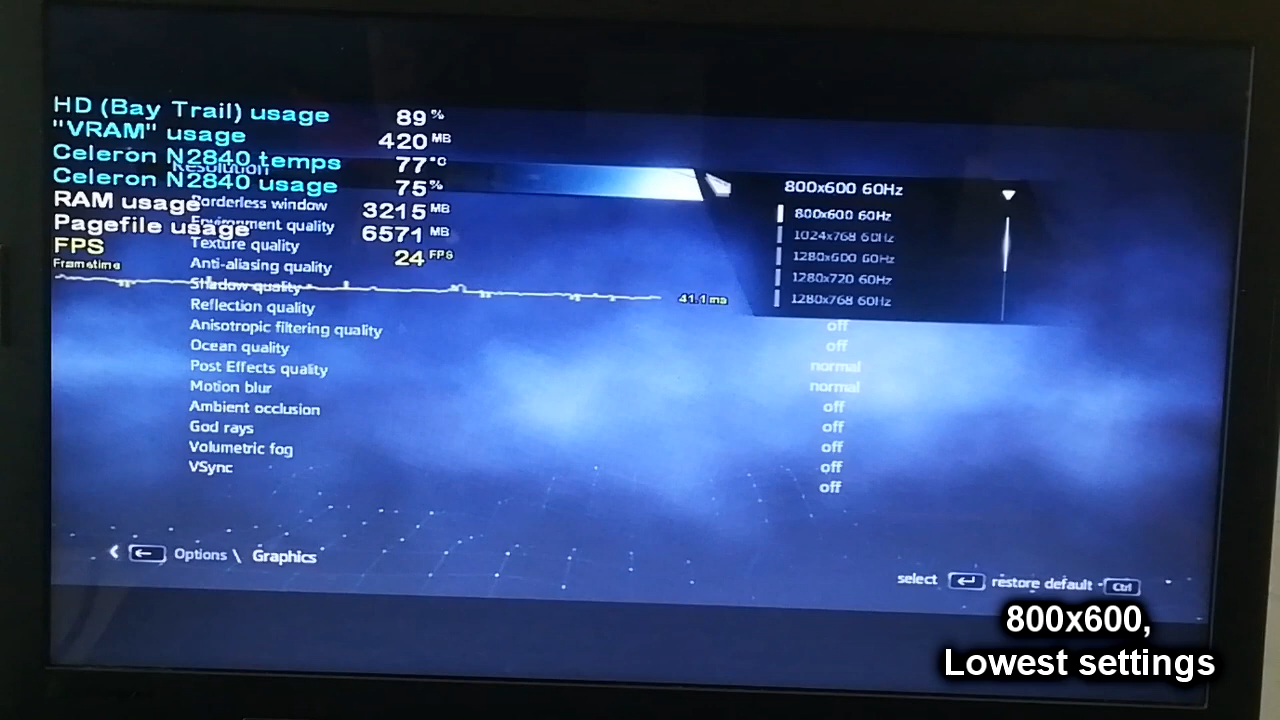 HD (Bay Trail) usage 89 %
"VRAM" usage 420 MB
Celeron N2840 temps 77 °C
Resolution 800x600 60Hz
Celeron N2840 usage 75 %
RAM usage 3215 MB
Borderless window 800x600 60Hz
Pagefile usage 6571 MB
Environment quality 1024x768 60Hz
FPS 24 FPS
Texture quality 1280x600 60Hz
Frametime
Anti-aliasing quality 1280x720 60Hz
Shadow quality 41.1 ms 1280x768 60Hz
Reflection quality
Anisotropic filtering quality off
Ocean quality off
Post Effects quality normal
Motion blur normal
Ambient occlusion off
God rays off
Volumetric fog off
VSync off
off
Options \ Graphics
select restore default Ctrl
800x600,
Lowest settings